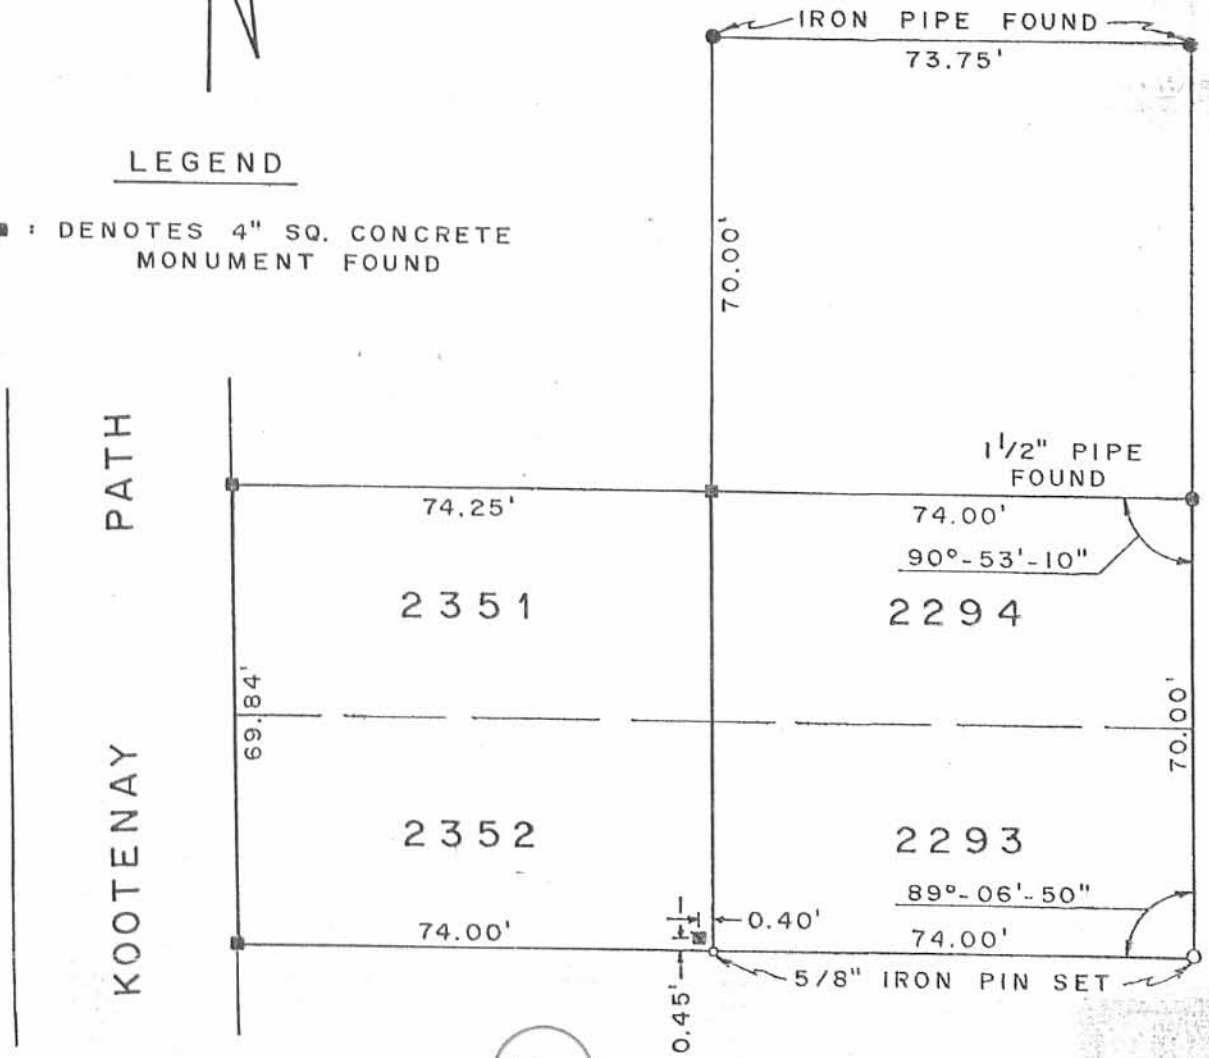 IRON PIPE FOUND
73.75'
LEGEND
: DENOTES 4" SQ. CONCRETE
MONUMENT FOUND
70.00'
KOOTENAY PATH
1 1/2" PIPE
FOUND
74.25'
74.00'
90°-53'-10"
2351
2294
69.84'
70.00'
2352
2293
89°-06'-50"
0.40'
74.00'
74.00'
5/8" IRON PIN SET
0.45'